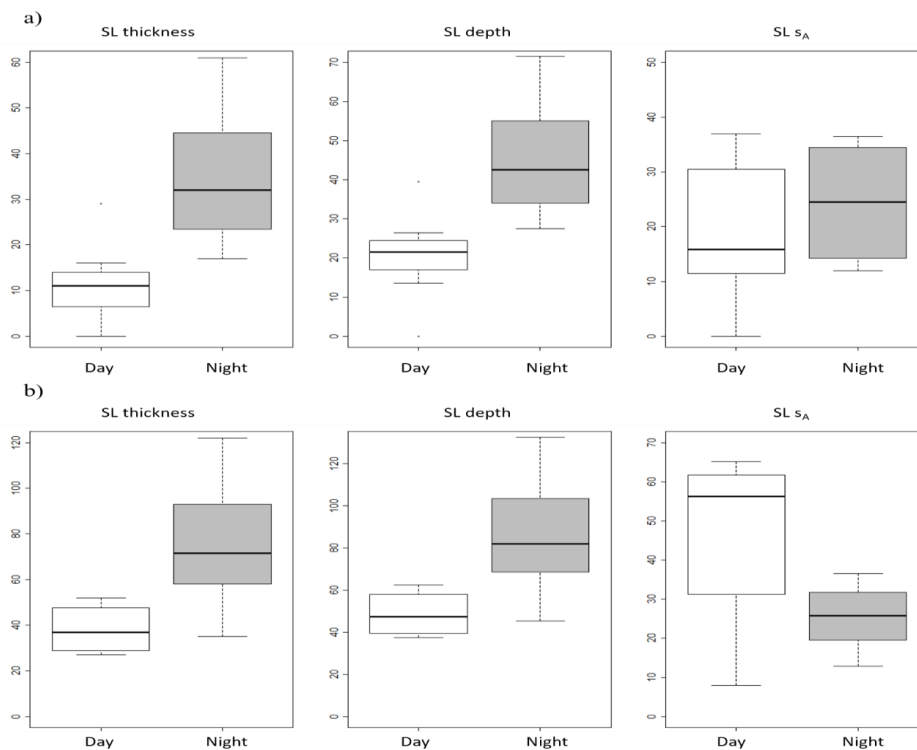 a)
SL thickness SL depth SL sA
60 50 40 30 20 10 0
70 60 50 40 30 20 10 0
50 40 30 20 10 0
Day Night Day Night Day Night
b)
SL thickness SL depth SL sA
120 100 80 60 40 20 0
120 100 80 60 40 20 0
70 60 50 40 30 20 10 0
Day Night Day Night Day Night